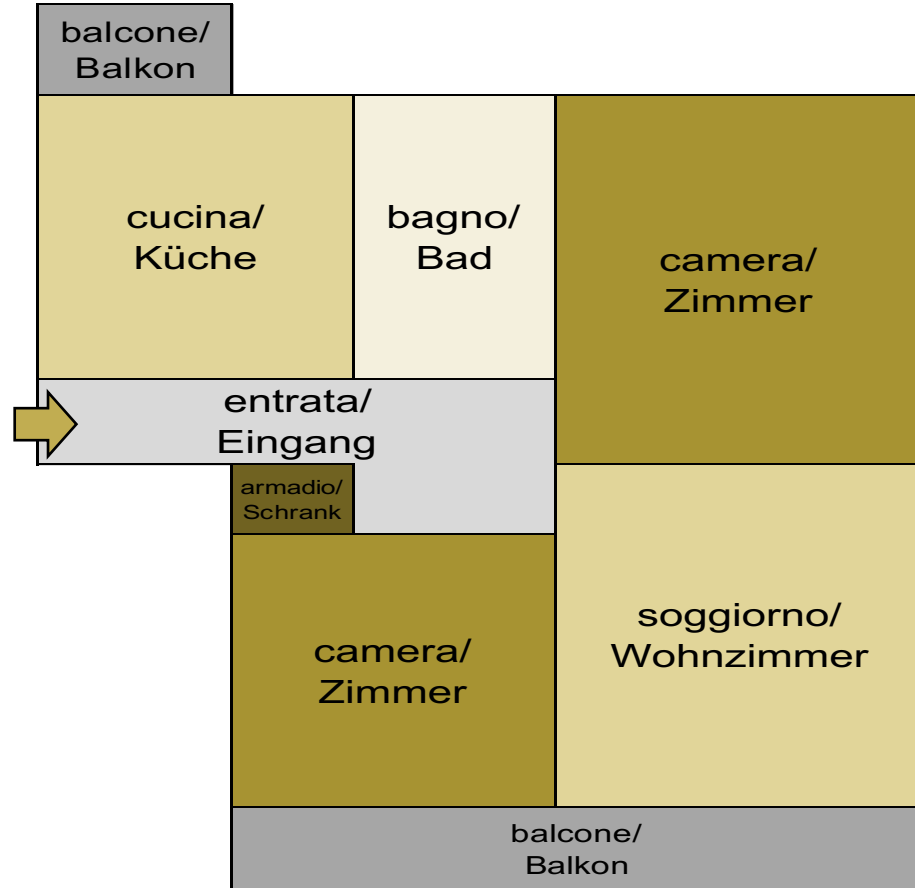 balcone/
Balkon
cucina/
Küche
bagno/
Bad
camera/
Zimmer
entrata/
Eingang
armadio/
Schrank
camera/
Zimmer
soggiorno/
Wohnzimmer
balcone/
Balkon